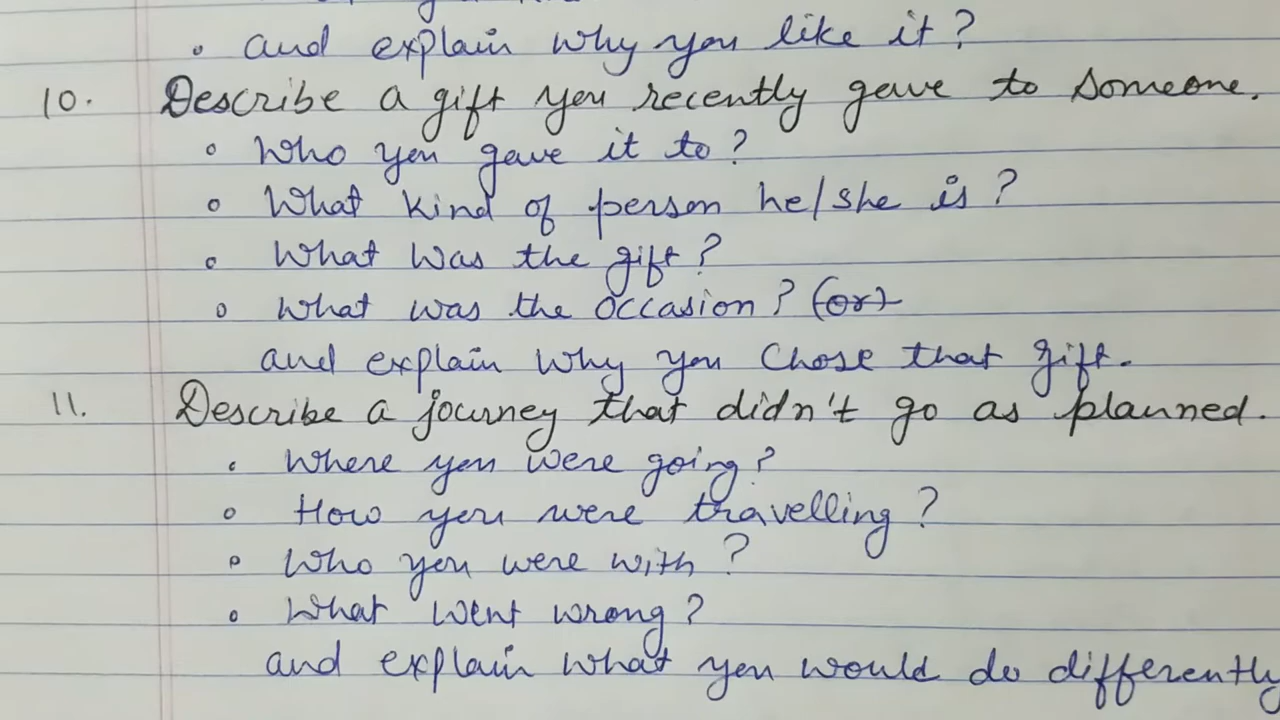 • and explain why you like it?
10. Describe a gift you recently gave to someone.
• Who you gave it to?
• What kind of person he/she is?
• What was the gift?
• What was the occasion? (or)
and explain why you chose that gift.
11. Describe a journey that didn't go as planned.
• Where you were going?
• How you were travelling?
• Who you were with?
• What went wrong?
and explain what you would do differently